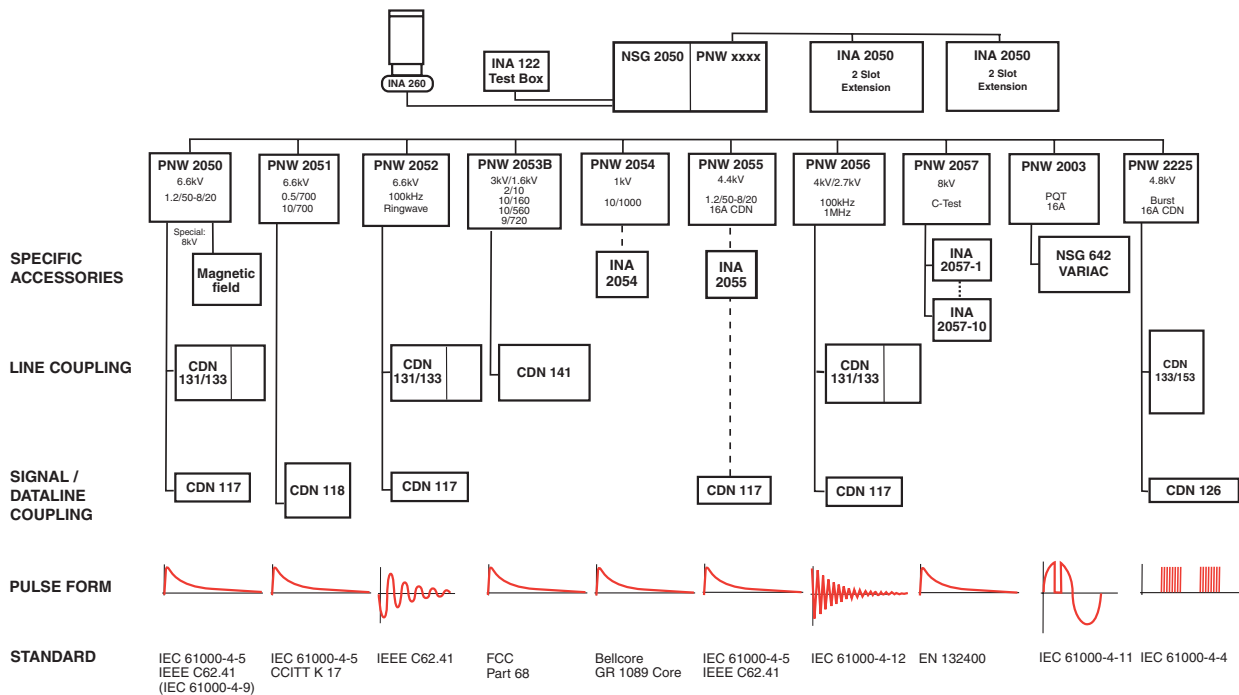 INA 260
INA 122
Test Box
NSG 2050
PNW xxxx
INA 2050
2 Slot
Extension
INA 2050
2 Slot
Extension
PNW 2050
6.6kV
1.2/50-8/20
Special:
8kV
PNW 2051
6.6kV
0.5/700
10/700
PNW 2052
6.6kV
100kHz
Ringwave
PNW 2053B
3kV/1.6kV
2/10
10/160
10/560
9/720
PNW 2054
1kV
10/1000
PNW 2055
4.4kV
1.2/50-8/20
16A CDN
PNW 2056
4kV/2.7kV
100kHz
1MHz
PNW 2057
8kV
C-Test
PNW 2003
PQT
16A
PNW 2225
4.8kV
Burst
16A CDN
SPECIFIC
ACCESSORIES
Magnetic
field
INA
2054
INA
2055
INA
2057-1
INA
2057-10
NSG 642
VARIAC
LINE COUPLING
CDN
131/133
CDN
131/133
CDN 141
CDN
131/133
CDN
133/153
SIGNAL /
DATALINE
COUPLING
CDN 117
CDN 118
CDN 117
CDN 117
CDN 117
CDN 126
PULSE FORM
STANDARD
IEC 61000-4-5
IEEE C62.41
(IEC 61000-4-9)
IEC 61000-4-5
CCITT K 17
IEEE C62.41
FCC
Part 68
Bellcore
GR 1089 Core
IEC 61000-4-5
IEEE C62.41
IEC 61000-4-12
EN 132400
IEC 61000-4-11
IEC 61000-4-4